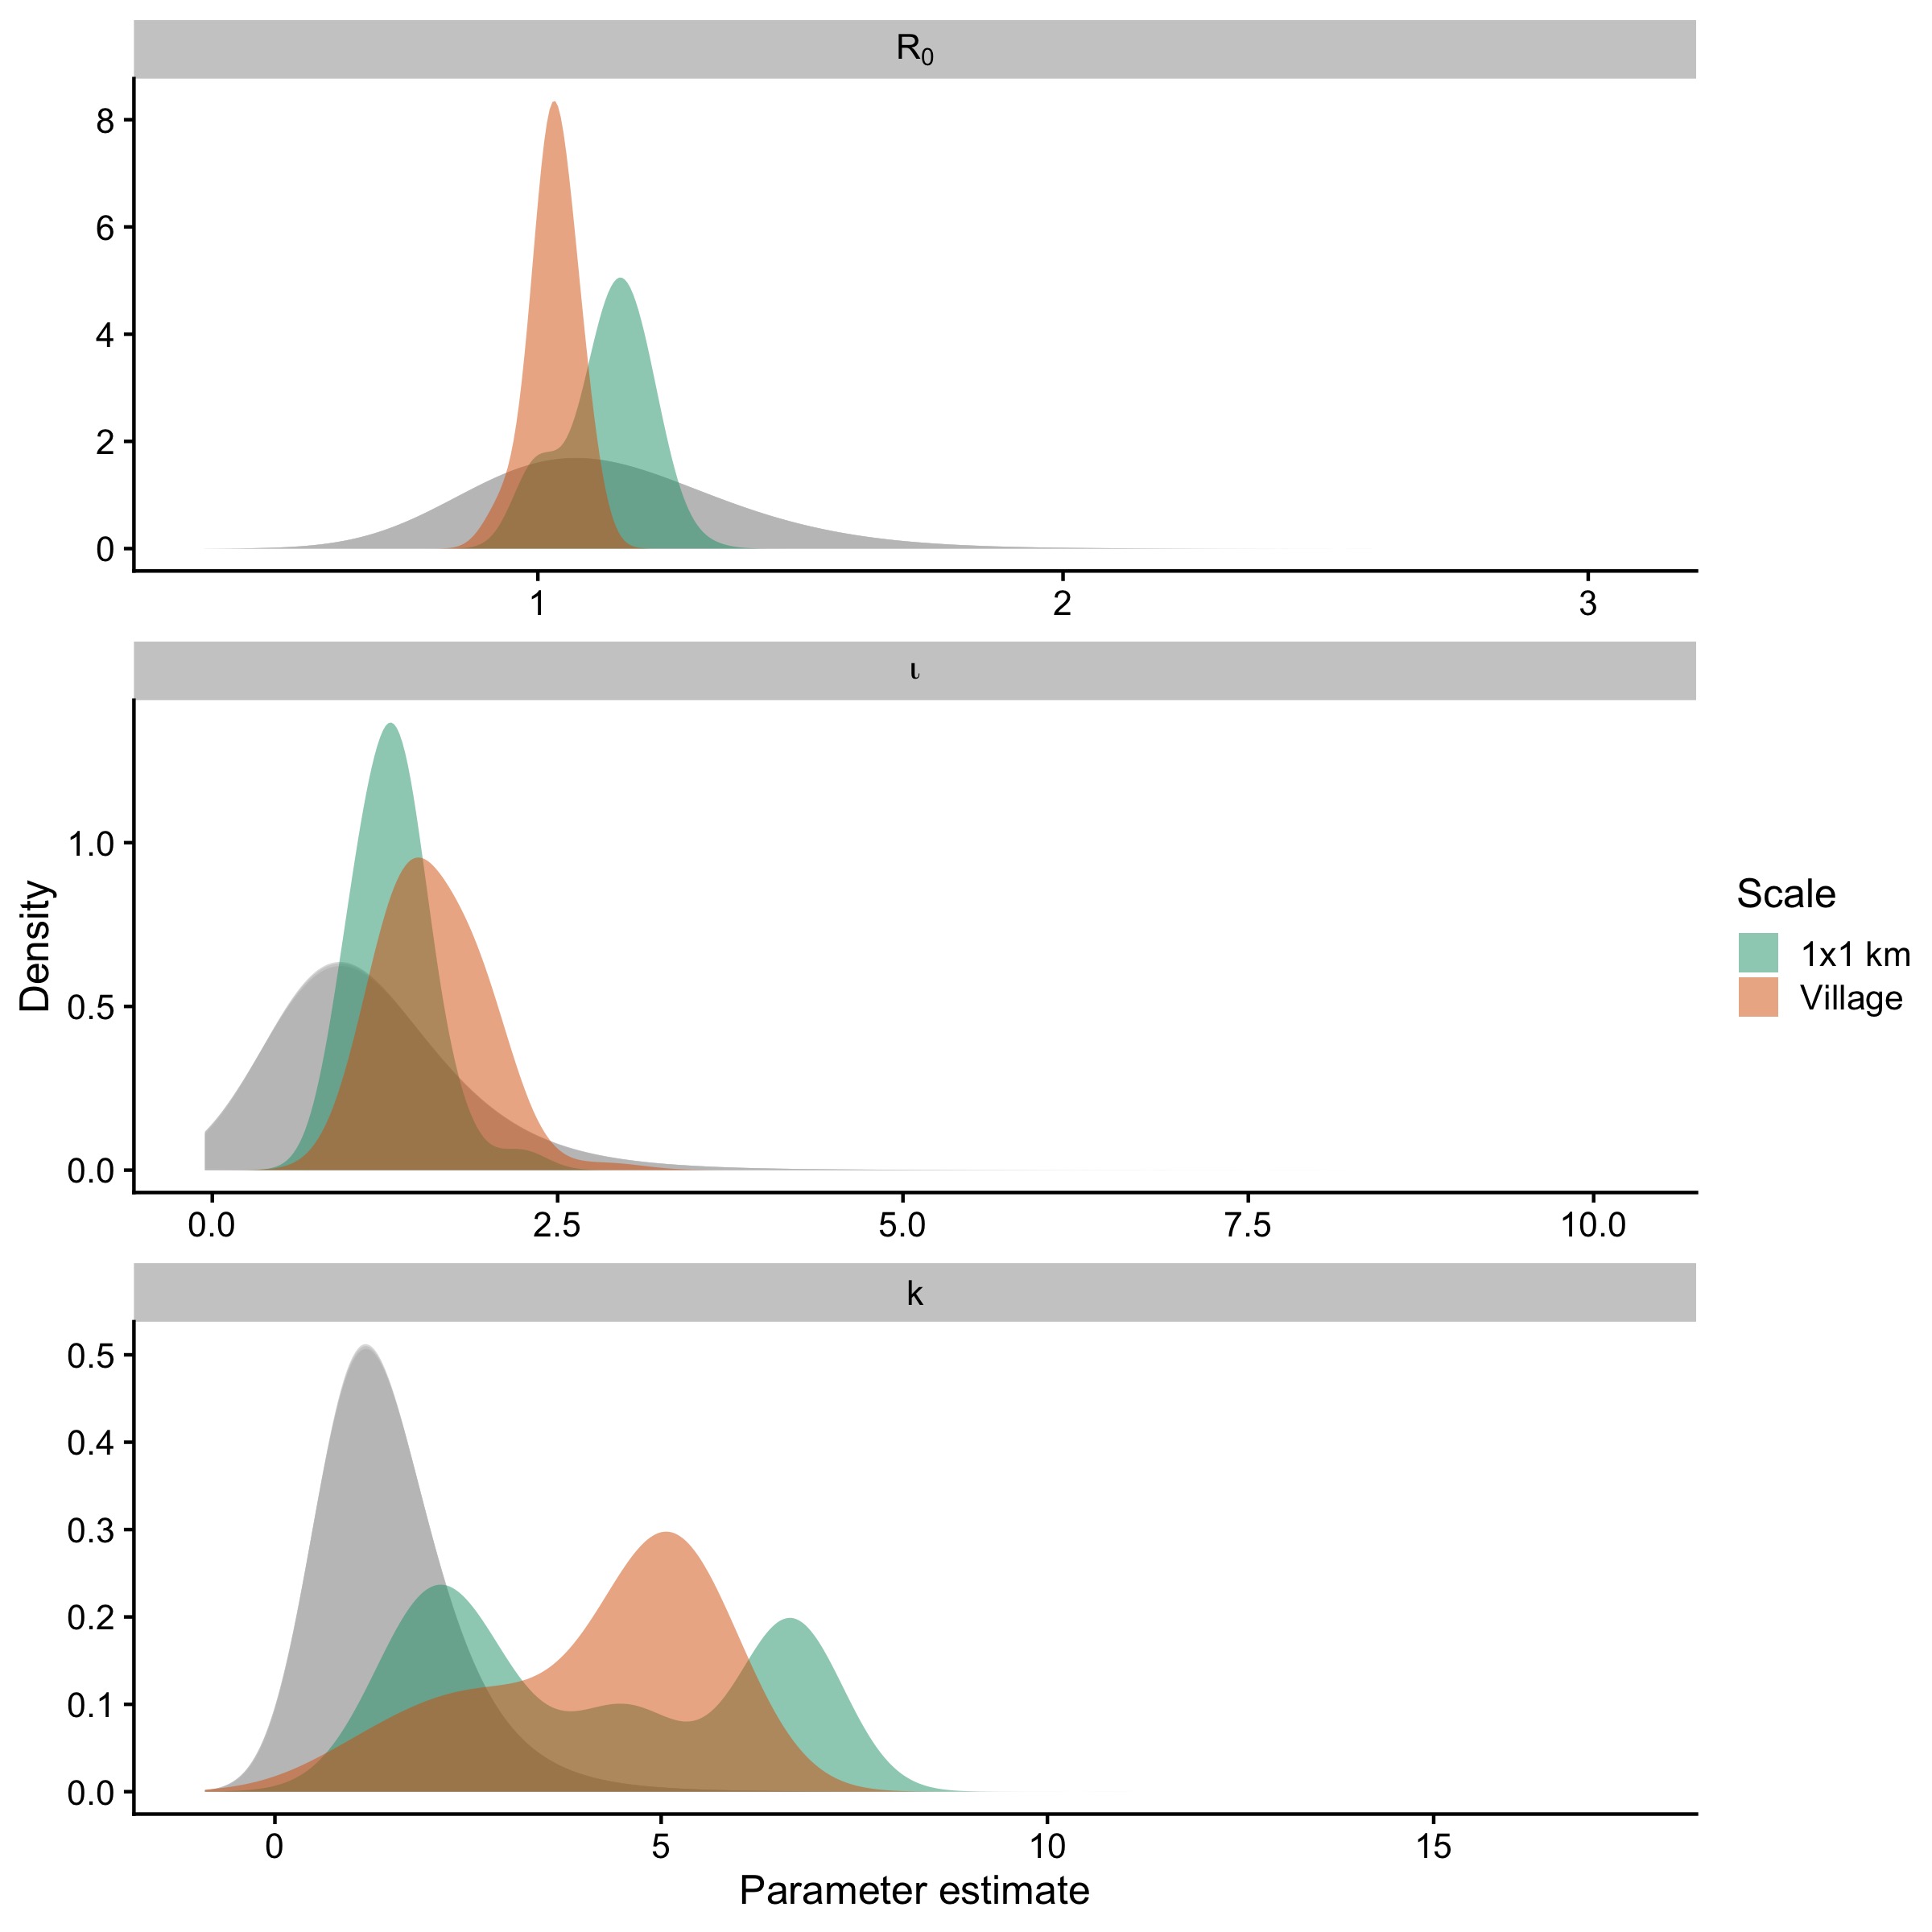 R₀
8
6
4
2
0
1 2 3
ι
1.0
0.5
0.0
0.0 2.5 5.0 7.5 10.0
k
0.5
0.4
0.3
0.2
0.1
0.0
0 5 10 15
Parameter estimate
Density
Scale
1x1 km
Village